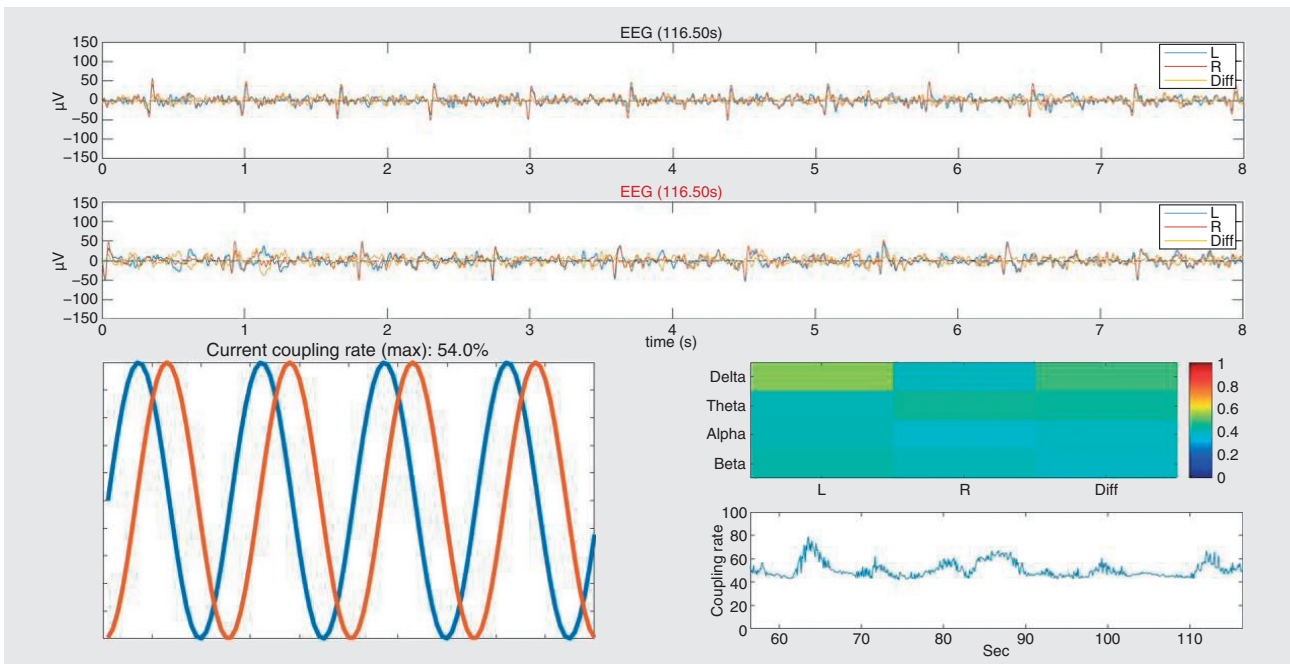 EEG (116.50s)
150
100
50
0
−50
−100
−150
µV
L
R
Diff
0 1 2 3 4 5 6 7 8
EEG (116.50s)
150
100
50
0
−50
−100
−150
µV
L
R
Diff
0 1 2 3 4 5 6 7 8
time (s)
Current coupling rate (max): 54.0%
Delta
Theta
Alpha
Beta
L R Diff
1
0.8
0.6
0.4
0.2
0
100
80
60
40
20
0
Coupling rate
60 70 80 90 100 110
Sec